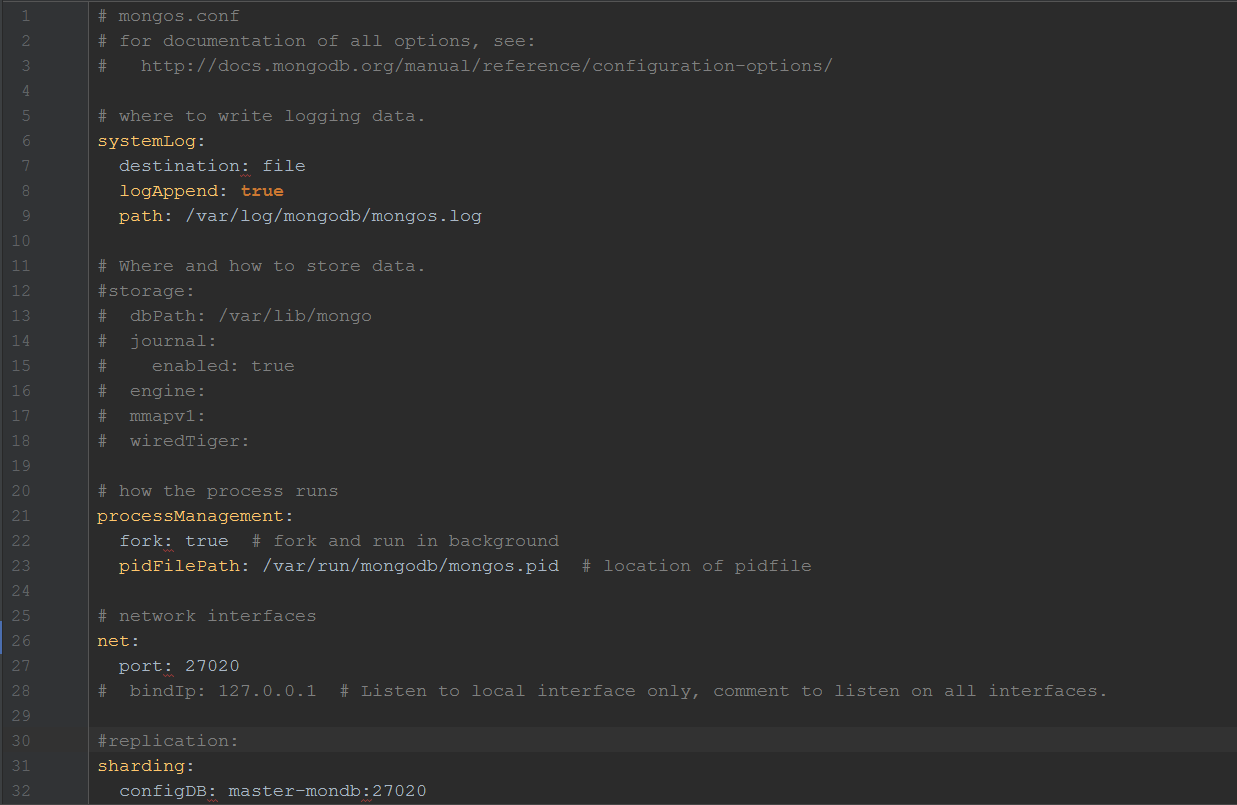 1 # mongos.conf
2 # for documentation of all options, see:
3 #   http://docs.mongodb.org/manual/reference/configuration-options/
4
5 # where to write logging data.
6 systemLog:
7   destination: file
8   logAppend: true
9   path: /var/log/mongodb/mongos.log
10
11 # Where and how to store data.
12 #storage:
13 #  dbPath: /var/lib/mongo
14 #  journal:
15 #    enabled: true
16 #  engine:
17 #  mmapv1:
18 #  wiredTiger:
19
20 # how the process runs
21 processManagement:
22   fork: true  # fork and run in background
23   pidFilePath: /var/run/mongodb/mongos.pid  # location of pidfile
24
25 # network interfaces
26 net:
27   port: 27020
28 #  bindIp: 127.0.0.1  # Listen to local interface only, comment to listen on all interfaces.
29
30 #replication:
31 sharding:
32   configDB: master-mondb:27020